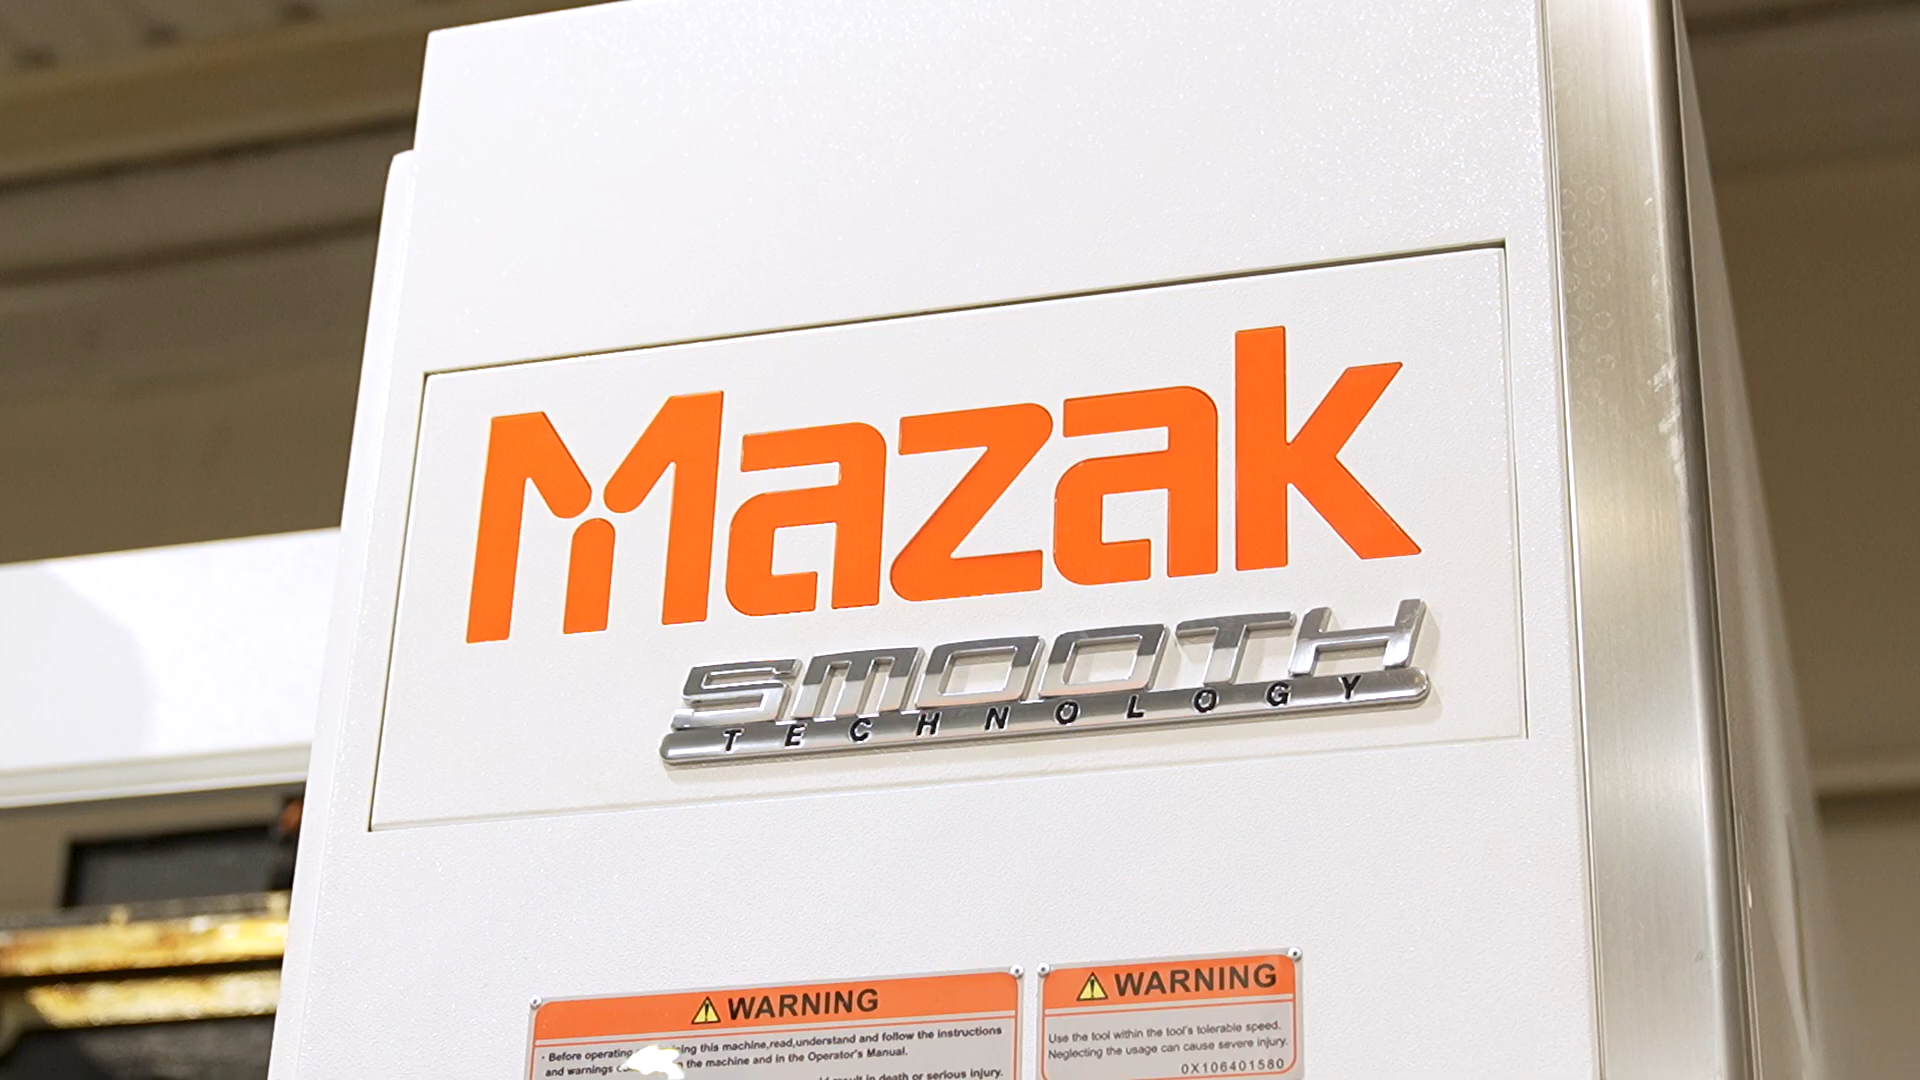 Mazak
SMOOTH
TECHNOLOGY
WARNING
· Before operating this machine,read,understand and follow the instructions
and warnings the machine and in the Operator's Manual.
in death or serious injury.
WARNING
Use the tool within the tool's tolerable speed.
Neglecting the usage can cause severe injury.
0X106401580